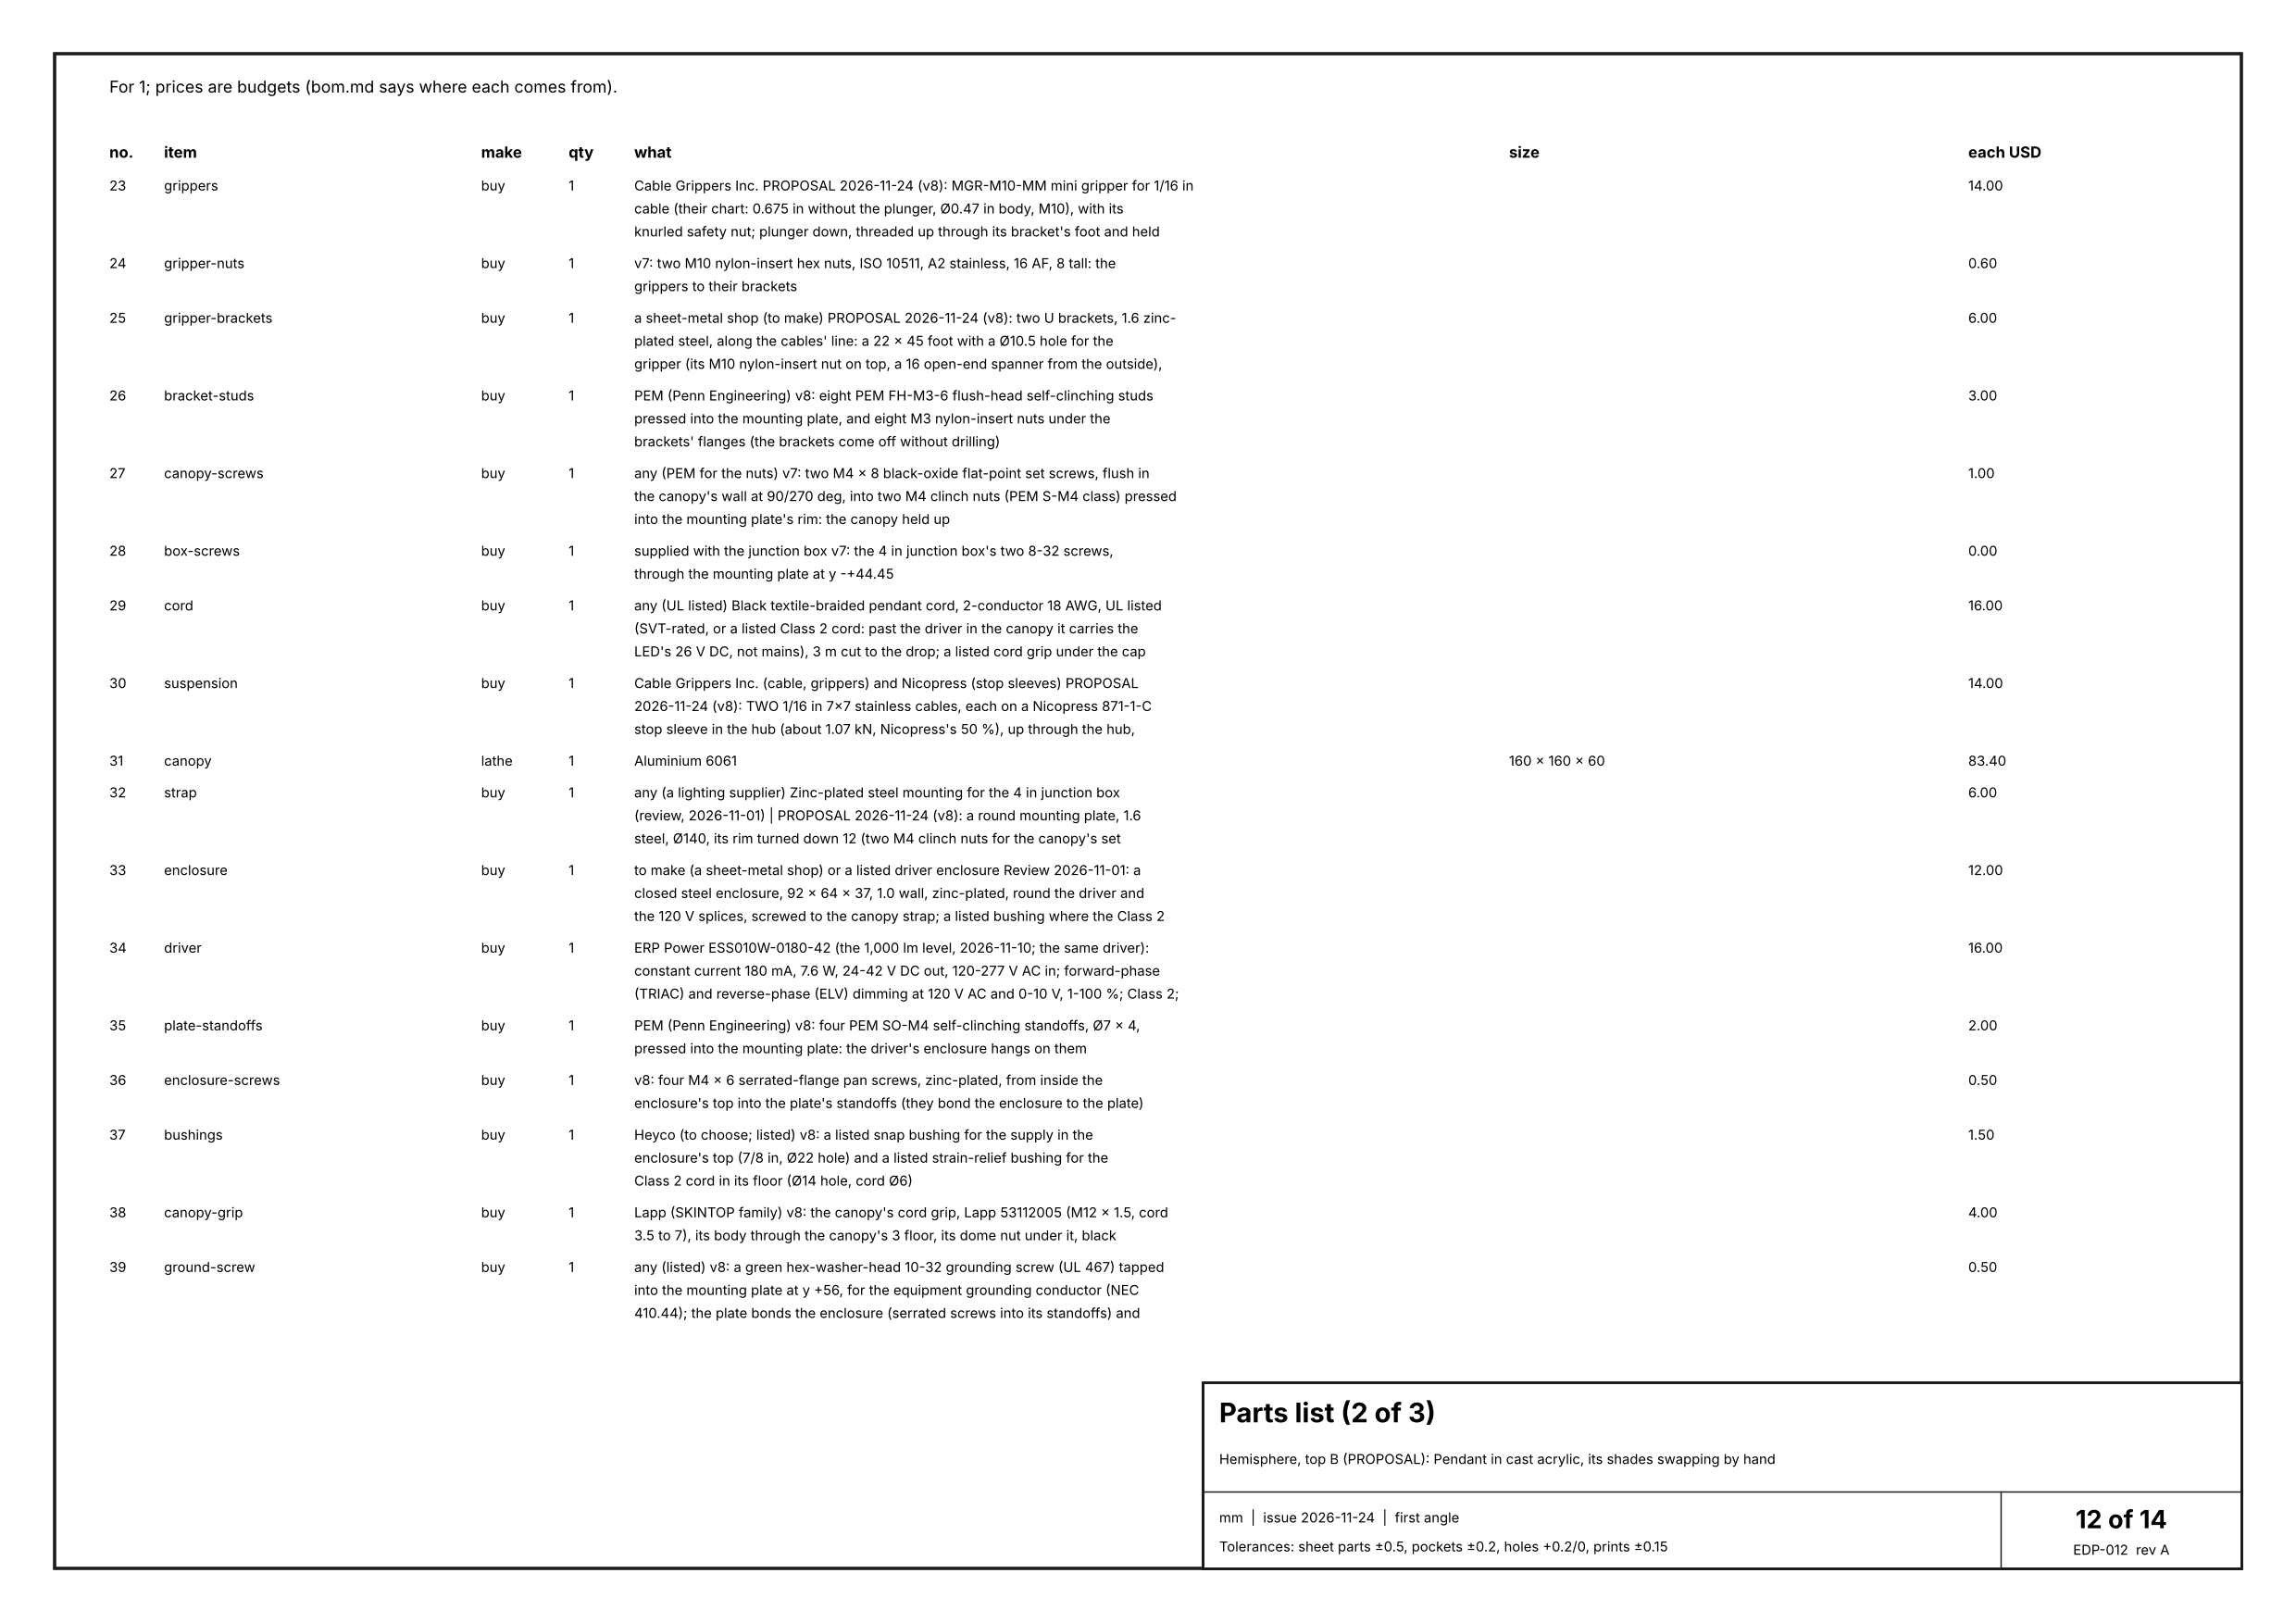 For 1; prices are budgets (bom.md says where each comes from).
no. item make qty what size each USD
23 grippers buy 1 Cable Grippers Inc. PROPOSAL 2026-11-24 (v8): MGR-M10-MM mini gripper for 1/16 in 14.00
cable (their chart: 0.675 in without the plunger, Ø0.47 in body, M10), with its
knurled safety nut; plunger down, threaded up through its bracket's foot and held
24 gripper-nuts buy 1 v7: two M10 nylon-insert hex nuts, ISO 10511, A2 stainless, 16 AF, 8 tall: the 0.60
grippers to their brackets
25 gripper-brackets buy 1 a sheet-metal shop (to make) PROPOSAL 2026-11-24 (v8): two U brackets, 1.6 zinc- 6.00
plated steel, along the cables' line: a 22 × 45 foot with a Ø10.5 hole for the
gripper (its M10 nylon-insert nut on top, a 16 open-end spanner from the outside),
26 bracket-studs buy 1 PEM (Penn Engineering) v8: eight PEM FH-M3-6 flush-head self-clinching studs 3.00
pressed into the mounting plate, and eight M3 nylon-insert nuts under the
brackets' flanges (the brackets come off without drilling)
27 canopy-screws buy 1 any (PEM for the nuts) v7: two M4 × 8 black-oxide flat-point set screws, flush in 1.00
the canopy's wall at 90/270 deg, into two M4 clinch nuts (PEM S-M4 class) pressed
into the mounting plate's rim: the canopy held up
28 box-screws buy 1 supplied with the junction box v7: the 4 in junction box's two 8-32 screws, 0.00
through the mounting plate at y -+44.45
29 cord buy 1 any (UL listed) Black textile-braided pendant cord, 2-conductor 18 AWG, UL listed 16.00
(SVT-rated, or a listed Class 2 cord: past the driver in the canopy it carries the
LED's 26 V DC, not mains), 3 m cut to the drop; a listed cord grip under the cap
30 suspension buy 1 Cable Grippers Inc. (cable, grippers) and Nicopress (stop sleeves) PROPOSAL 14.00
2026-11-24 (v8): TWO 1/16 in 7×7 stainless cables, each on a Nicopress 871-1-C
stop sleeve in the hub (about 1.07 kN, Nicopress's 50 %), up through the hub,
31 canopy lathe 1 Aluminium 6061 160 × 160 × 60 83.40
32 strap buy 1 any (a lighting supplier) Zinc-plated steel mounting for the 4 in junction box 6.00
(review, 2026-11-01) | PROPOSAL 2026-11-24 (v8): a round mounting plate, 1.6
steel, Ø140, its rim turned down 12 (two M4 clinch nuts for the canopy's set
33 enclosure buy 1 to make (a sheet-metal shop) or a listed driver enclosure Review 2026-11-01: a 12.00
closed steel enclosure, 92 × 64 × 37, 1.0 wall, zinc-plated, round the driver and
the 120 V splices, screwed to the canopy strap; a listed bushing where the Class 2
34 driver buy 1 ERP Power ESS010W-0180-42 (the 1,000 lm level, 2026-11-10; the same driver): 16.00
constant current 180 mA, 7.6 W, 24-42 V DC out, 120-277 V AC in; forward-phase
(TRIAC) and reverse-phase (ELV) dimming at 120 V AC and 0-10 V, 1-100 %; Class 2;
35 plate-standoffs buy 1 PEM (Penn Engineering) v8: four PEM SO-M4 self-clinching standoffs, Ø7 × 4, 2.00
pressed into the mounting plate: the driver's enclosure hangs on them
36 enclosure-screws buy 1 v8: four M4 × 6 serrated-flange pan screws, zinc-plated, from inside the 0.50
enclosure's top into the plate's standoffs (they bond the enclosure to the plate)
37 bushings buy 1 Heyco (to choose; listed) v8: a listed snap bushing for the supply in the 1.50
enclosure's top (7/8 in, Ø22 hole) and a listed strain-relief bushing for the
Class 2 cord in its floor (Ø14 hole, cord Ø6)
38 canopy-grip buy 1 Lapp (SKINTOP family) v8: the canopy's cord grip, Lapp 53112005 (M12 × 1.5, cord 4.00
3.5 to 7), its body through the canopy's 3 floor, its dome nut under it, black
39 ground-screw buy 1 any (listed) v8: a green hex-washer-head 10-32 grounding screw (UL 467) tapped 0.50
into the mounting plate at y +56, for the equipment grounding conductor (NEC
410.44); the plate bonds the enclosure (serrated screws into its standoffs) and
Parts list (2 of 3)
Hemisphere, top B (PROPOSAL): Pendant in cast acrylic, its shades swapping by hand
mm | issue 2026-11-24 | first angle
Tolerances: sheet parts ±0.5, pockets ±0.2, holes +0.2/0, prints ±0.15
12 of 14
EDP-012 rev A